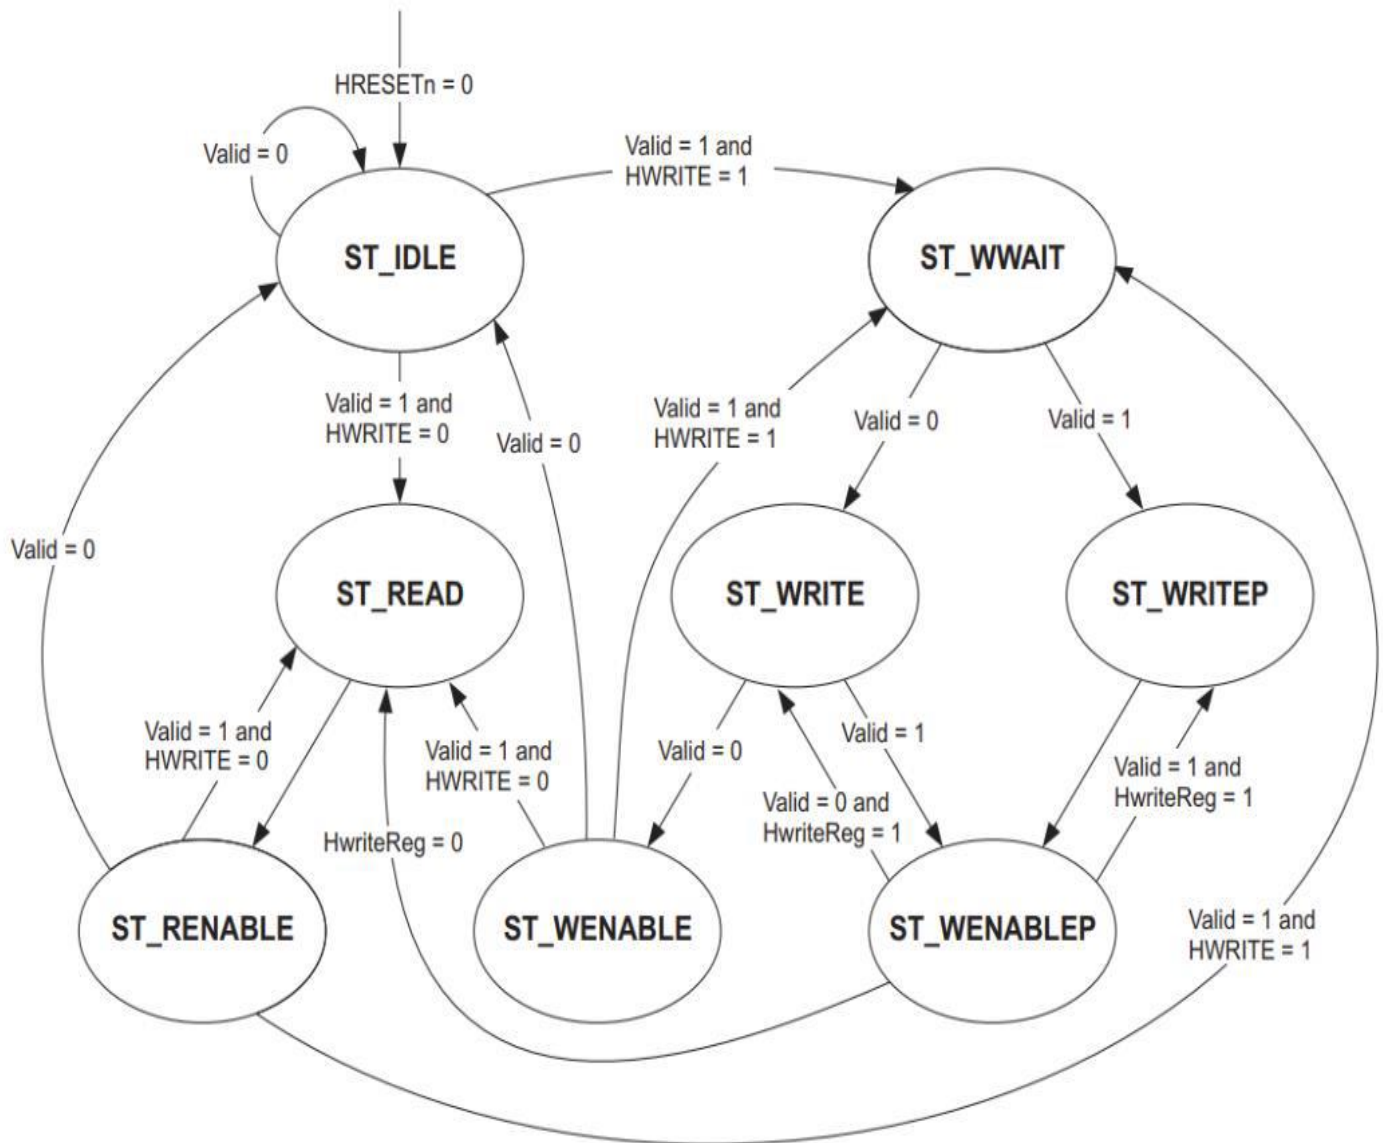 HRESETn = 0
Valid = 0
Valid = 1 and
HWRITE = 1
ST_IDLE
ST_WWAIT
Valid = 1 and
HWRITE = 0
Valid = 0
Valid = 1 and
HWRITE = 1
Valid = 0
Valid = 1
Valid = 0
ST_READ
ST_WRITE
ST_WRITEP
Valid = 1 and
HWRITE = 0
HwriteReg = 0
Valid = 1 and
HWRITE = 0
Valid = 0
Valid = 1
Valid = 0 and
HwriteReg = 1
Valid = 1 and
HwriteReg = 1
ST_RENABLE
ST_WENABLE
ST_WENABLEP
Valid = 1 and
HWRITE = 1